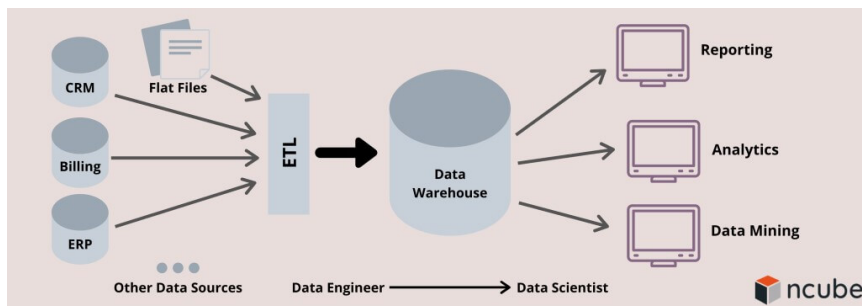 CRM
Flat Files
Billing
ERP
Other Data Sources
ETL
Data
Warehouse
Reporting
Analytics
Data Mining
Data Engineer
Data Scientist
ncube